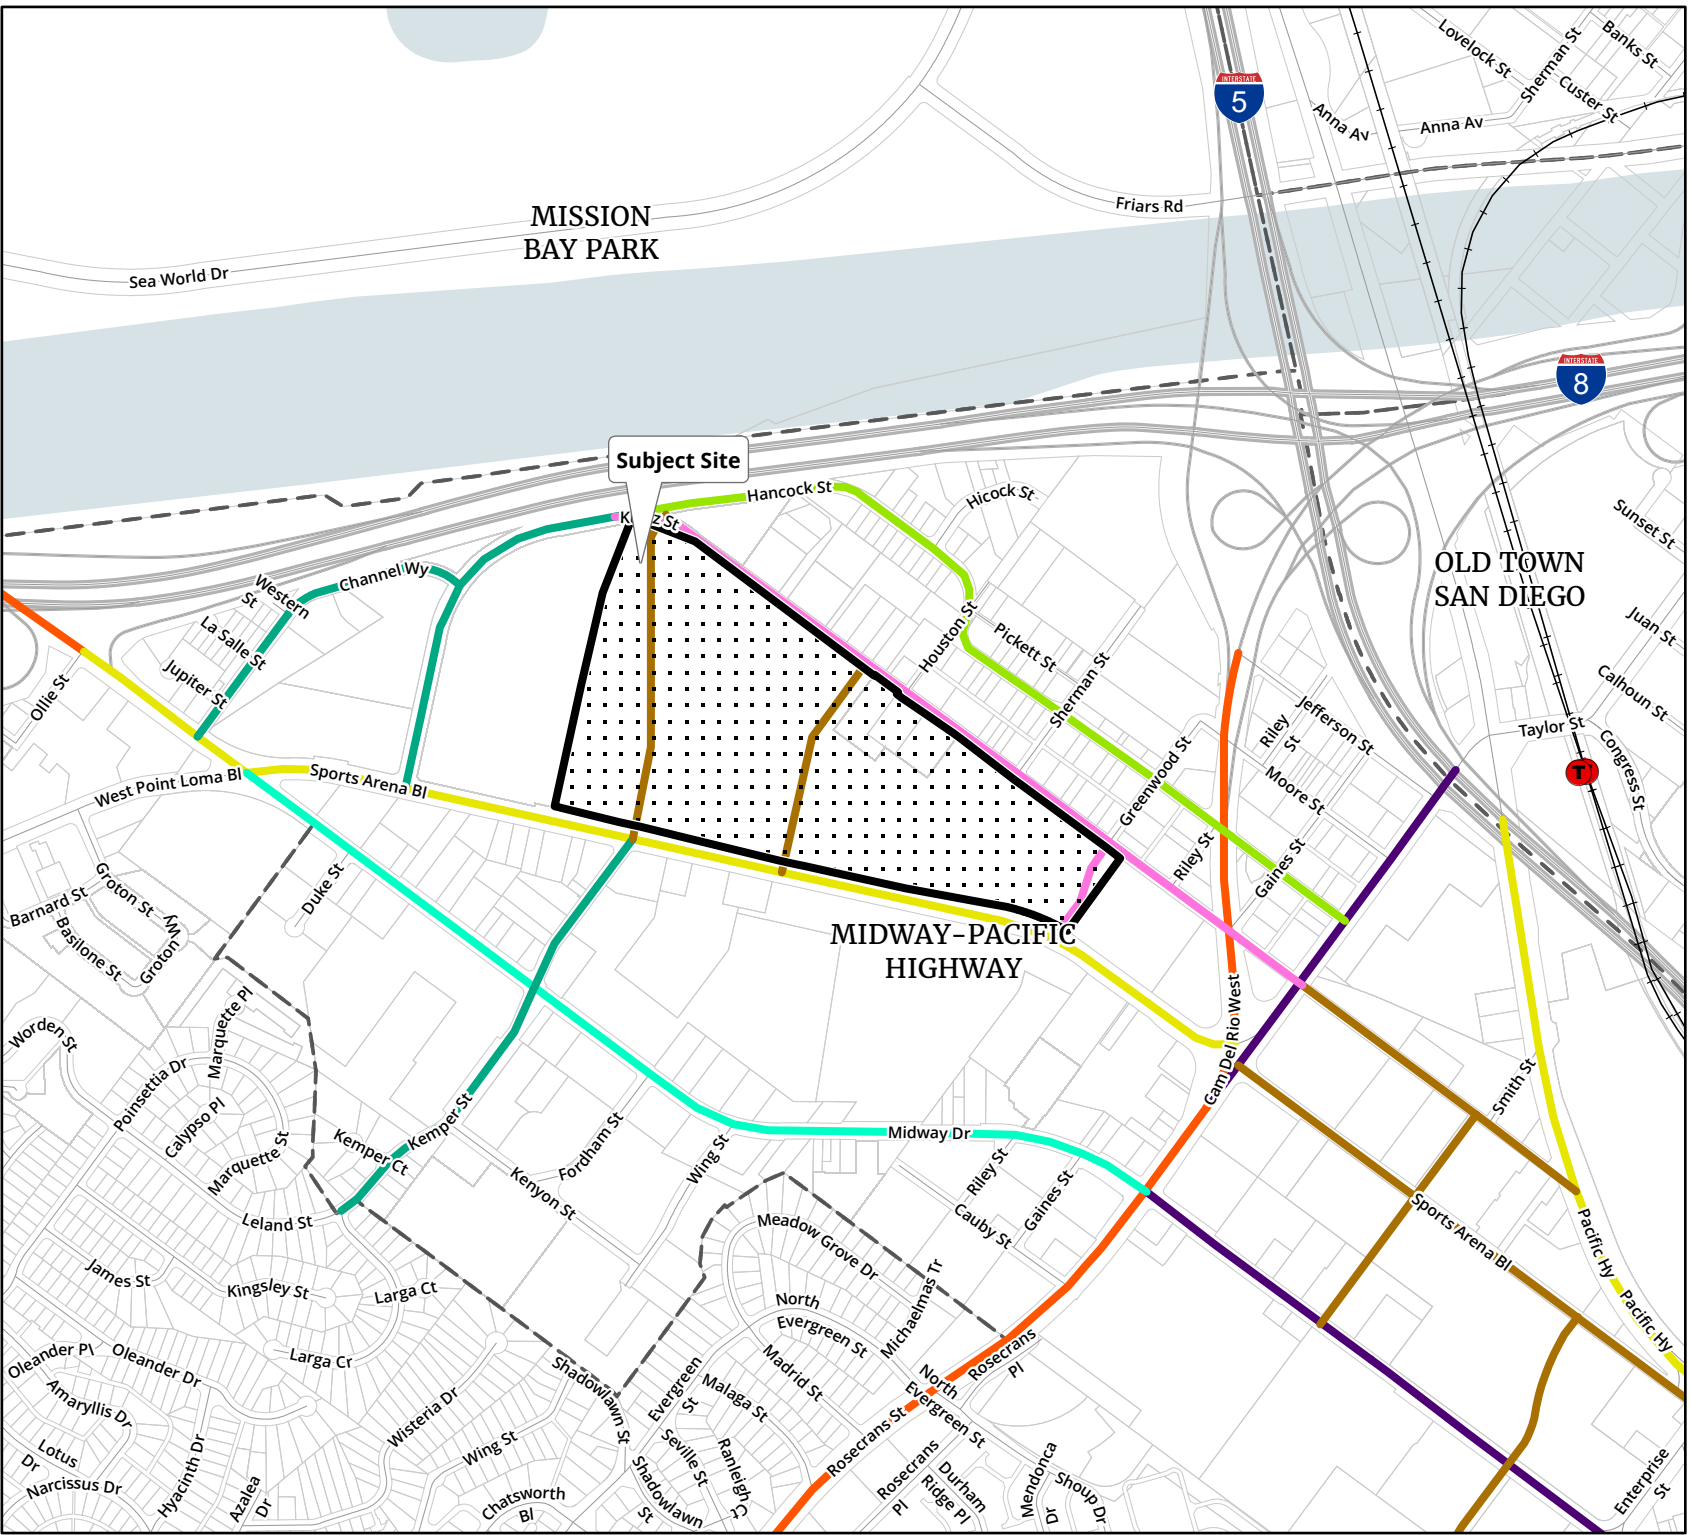 Lovelock St
Sherman St
Banks St
Custer St
INTERSTATE
5
Anna Av
Anna Av
MISSION
BAY PARK
Friars Rd
Sea World Dr
INTERSTATE
8
Subject Site
Hancock St
Hicock St
Sunset St
OLD TOWN
SAN DIEGO
Channel Wy
Western
St
La Salle St
Jupiter St
Ollie St
Houston St
Pickett St
Sherman St
Juan St
Calhoun St
Taylor St
Congress St
T
Jefferson St
Riley
St
Moore St
Greenwood St
Riley St
Gaines St
West Point Loma Bl
Sports Arena Bl
Groton St
Duke St
Barnard St
Basilone St
Groton
Wy
MIDWAY-PACIFIC
HIGHWAY
Cam Del Rio West
Worden St
Marquette Pl
Poinsettia Dr
Calypso Pl
Marquette St
Kemper St
Kemper Ct
Leland St
Fordham St
Kenyon St
Wing St
Midway Dr
Riley St
Gaines St
Cauby St
Smith St
Sports Arena Bl
Pacific Hy
Pacific Hy
James St
Kingsley St
Larga Ct
Larga Cr
Meadow Grove Dr
Michaelmas Tr
North
Evergreen St
Madrid St
Oleander Pl
Oleander Dr
Amaryllis Dr
Lotus
Dr
Narcissus Dr
Hyacinth Dr
Azalea
Dr
Wisteria Dr
Wing St
Chatsworth
Bl
Shadowlawn St
Evergreen
St
Malaga St
Seville St
Ranleigh Ct
Shadowlawn
St
Rosecrans
Pl
North
Evergreen St
Rosecrans St
Rosecrans
Pl
Durham
Ridge Pl
Mendonca
Dr
Shoup Dr
Enterprise
St